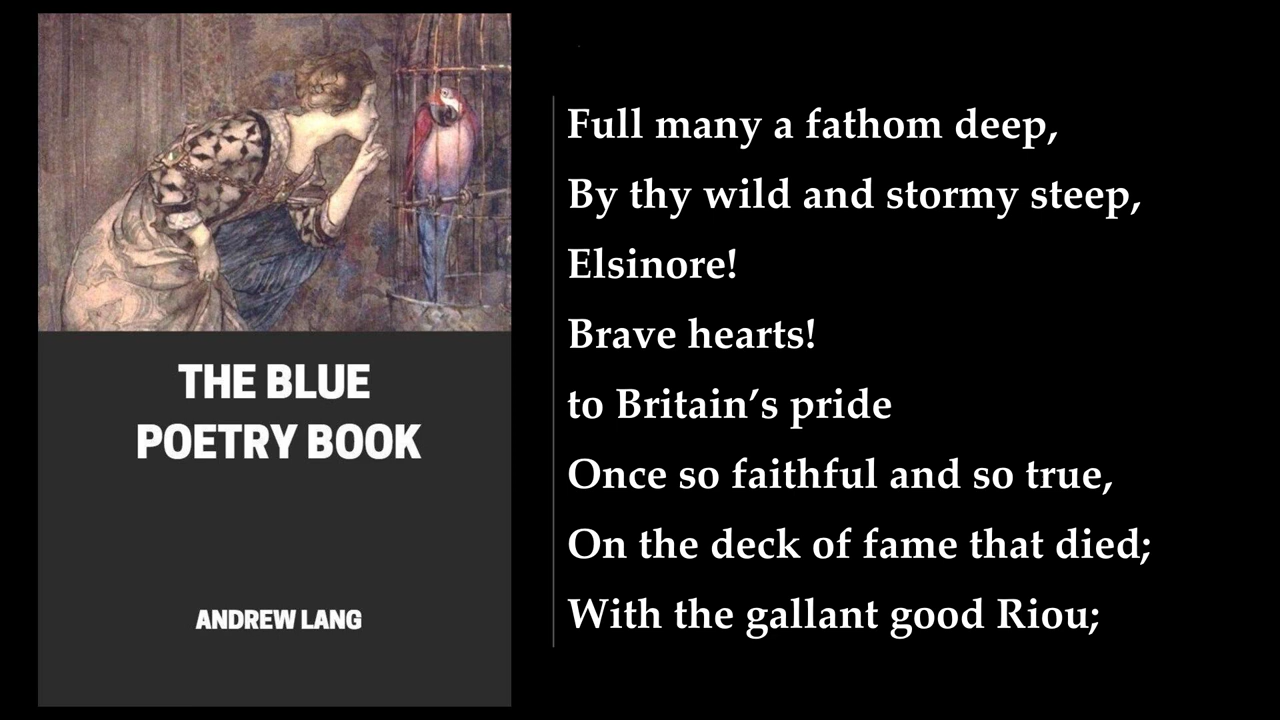 THE BLUE
POETRY BOOK
ANDREW LANG
Full many a fathom deep,
By thy wild and stormy steep,
Elsinore!
Brave hearts!
to Britain’s pride
Once so faithful and so true,
On the deck of fame that died;
With the gallant good Riou;